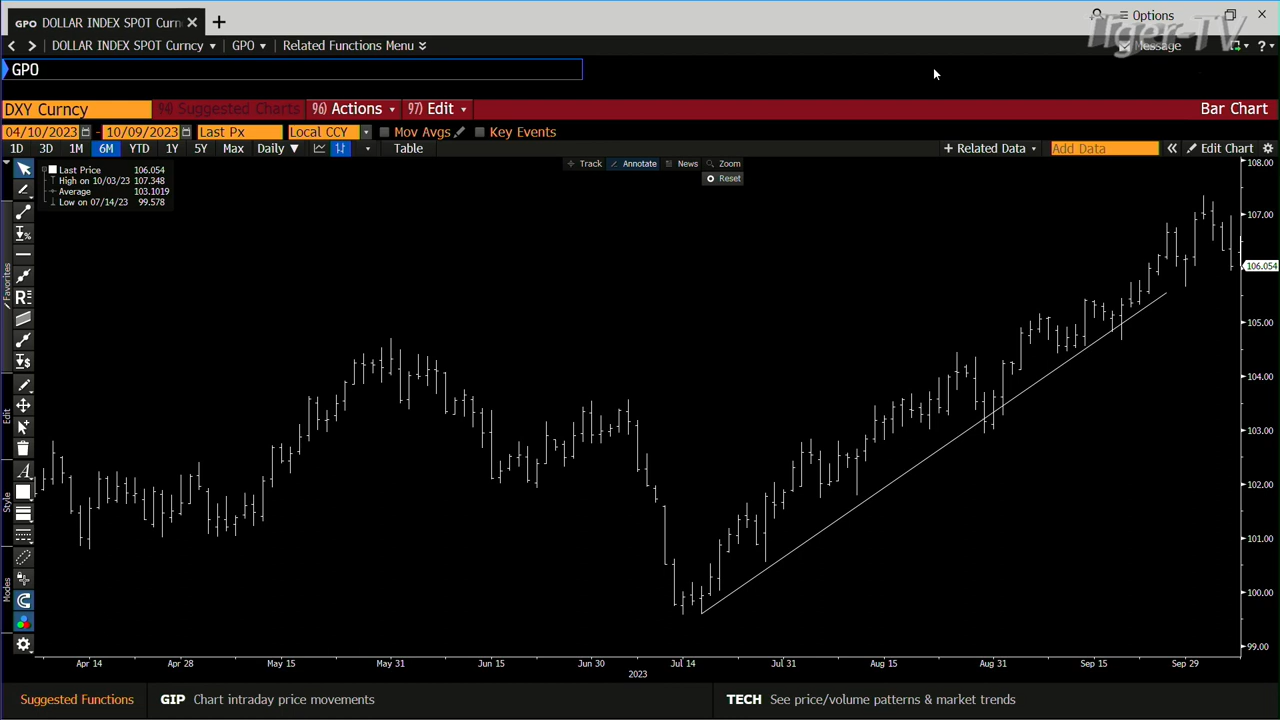 GPO DOLLAR INDEX SPOT Curn
Options
DOLLAR INDEX SPOT Curncy GPO Related Functions Menu
Message
Tiger-TV
GPO
DXY Curncy 94) Suggested Charts 96) Actions 97) Edit Bar Chart
04/10/2023 - 10/09/2023 Last Px Local CCY Mov Avgs Key Events
1D 3D 1M 6M YTD 1Y 5Y Max Daily ▼ Table + Related Data Add Data « Edit Chart
Track Annotate News Zoom
Reset
Last Price 106.054
High on 10/03/23 107.348
Average 103.1019
Low on 07/14/23 99.578
Favorites
Edit
Style
Modes
108.00
107.00
106.054
105.00
104.00
103.00
102.00
101.00
100.00
99.00
Apr 14 Apr 28 May 15 May 31 Jun 15 Jun 30 Jul 14 Jul 31 Aug 15 Aug 31 Sep 15 Sep 29
2023
Suggested Functions GIP Chart intraday price movements TECH See price/volume patterns & market trends